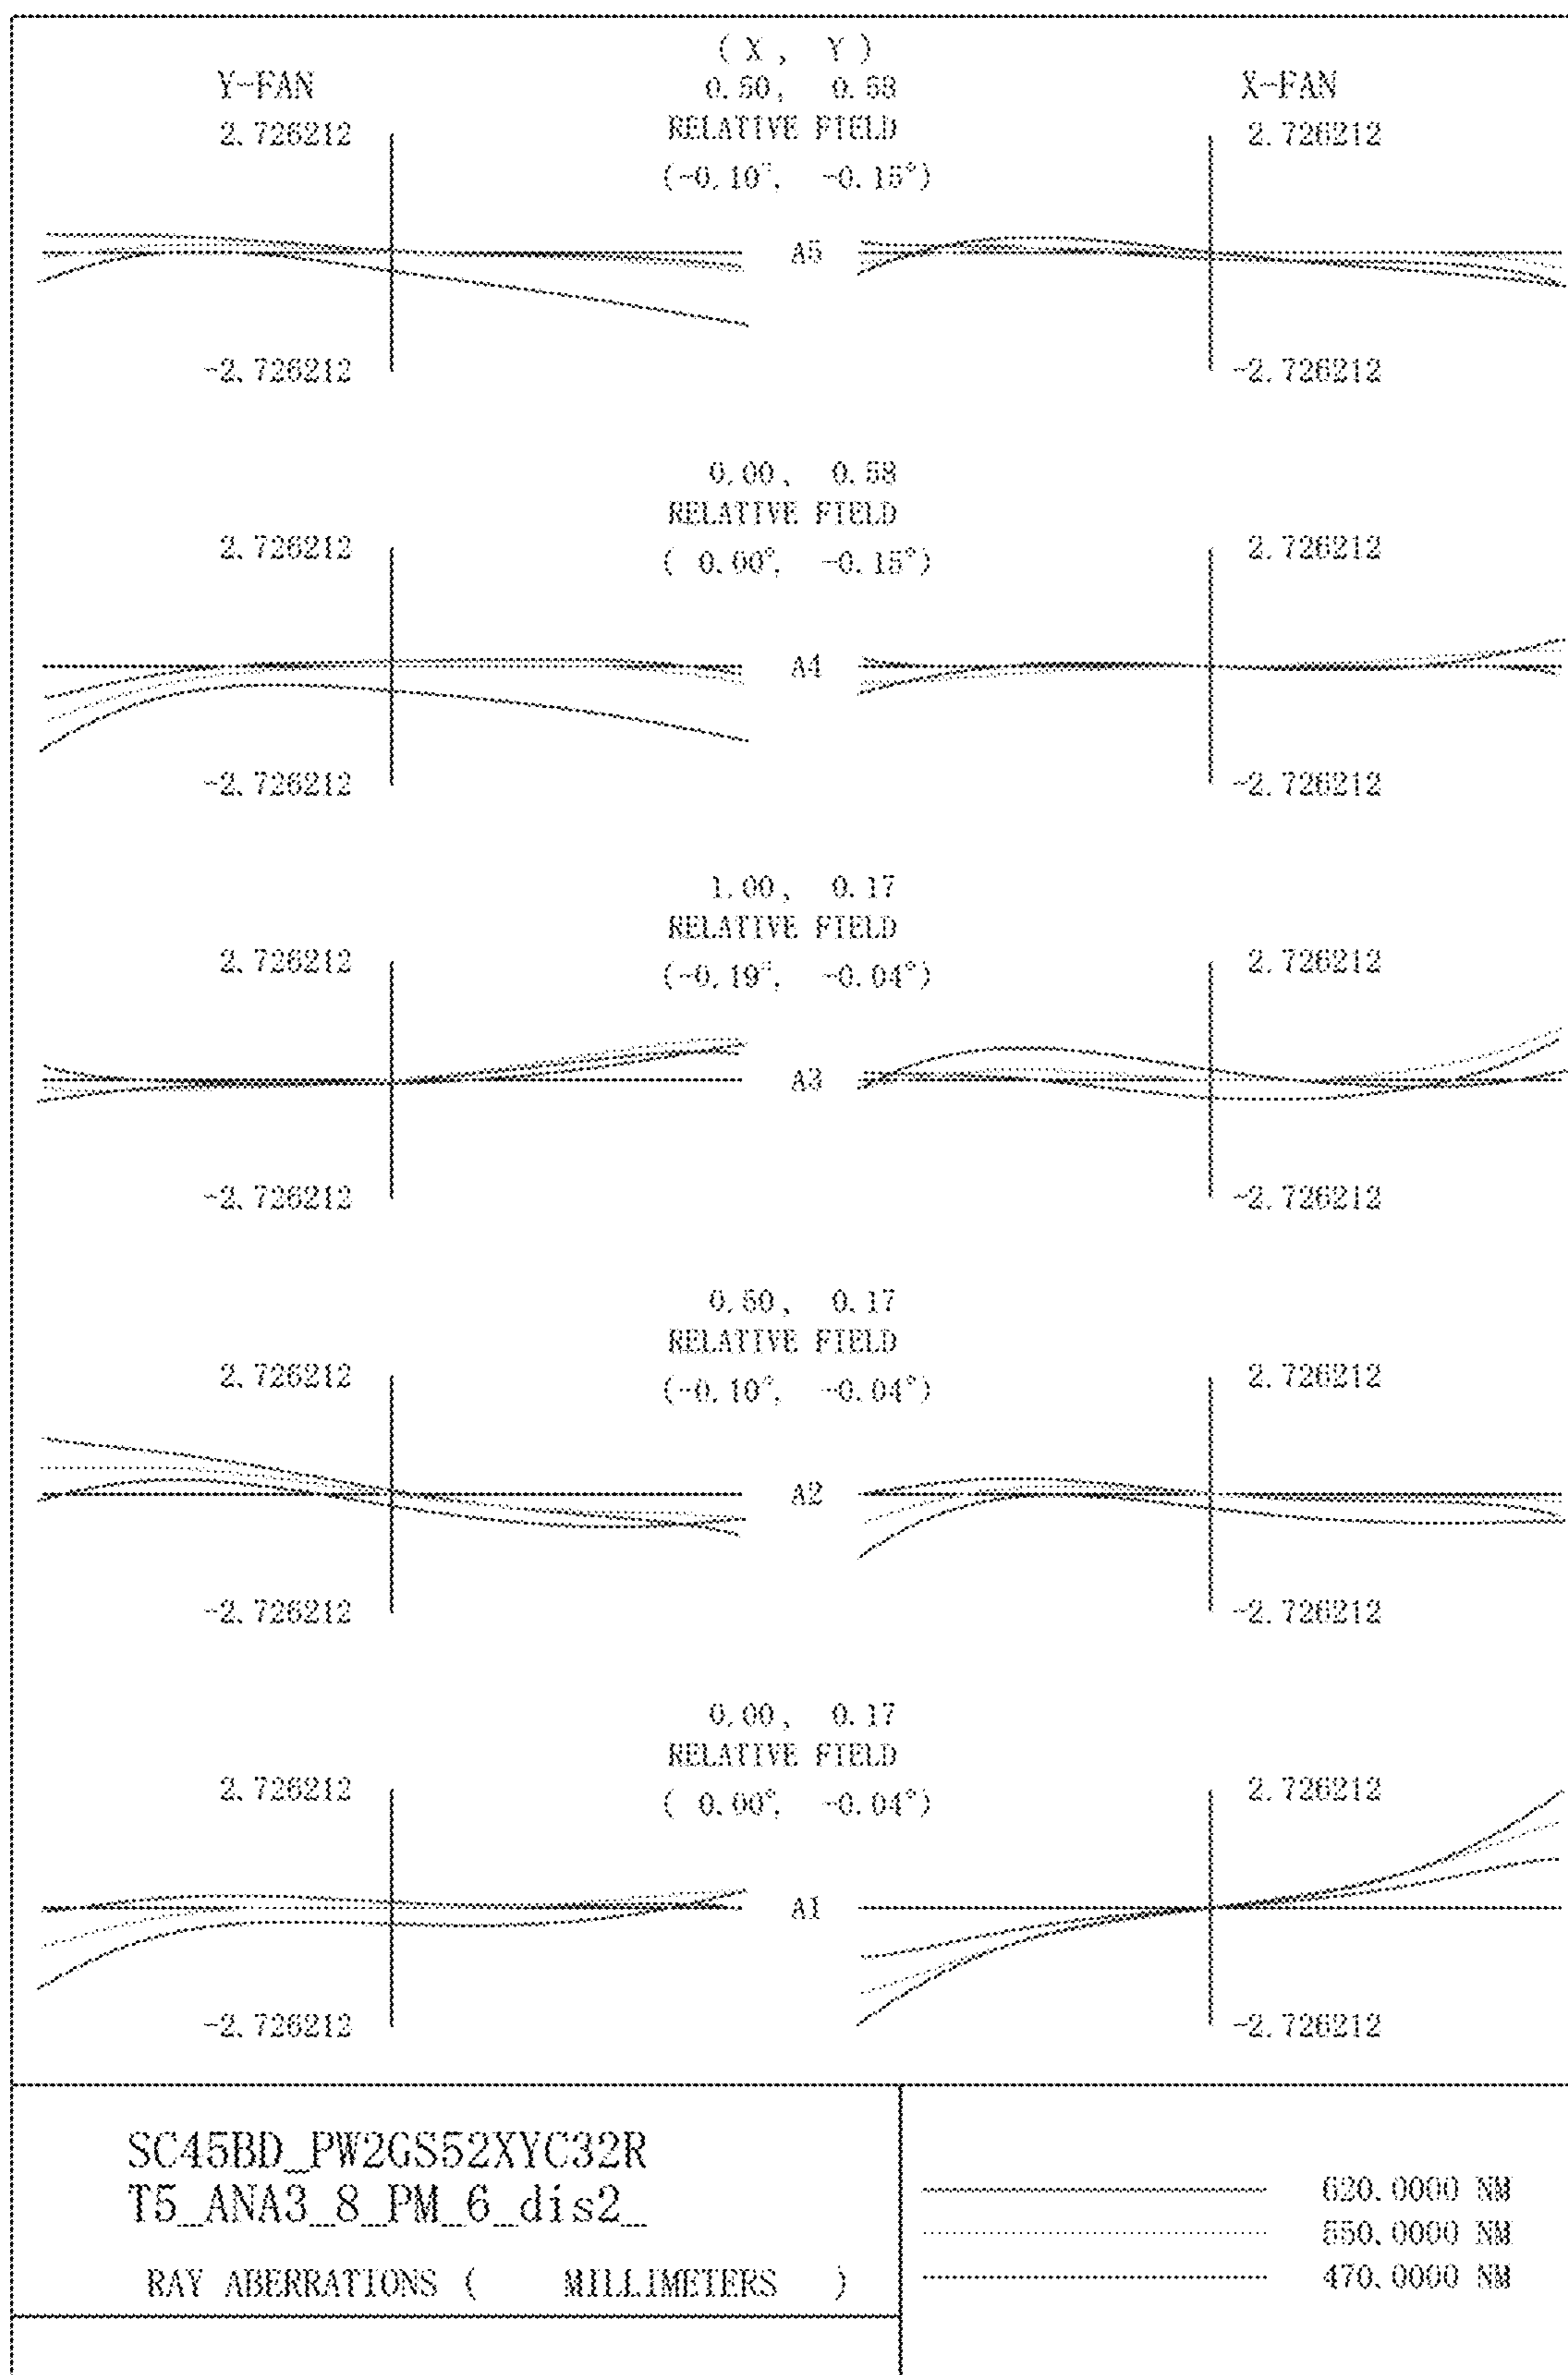 ( X , Y )
Y-FAN 0.50, 0.58 X-FAN
2.726212 RELATIVE FIELD 2.726212
(-0.10°, -0.15°)
A5
-2.726212 -2.726212
0.00, 0.58
RELATIVE FIELD
2.726212 ( 0.00°, -0.15°) 2.726212
A4
-2.726212 -2.726212
1.00, 0.17
RELATIVE FIELD
2.726212 (-0.19°, -0.04°) 2.726212
A3
-2.726212 -2.726212
0.50, 0.17
RELATIVE FIELD
2.726212 (-0.10°, -0.04°) 2.726212
A2
-2.726212 -2.726212
0.00, 0.17
RELATIVE FIELD
2.726212 ( 0.00°, -0.04°) 2.726212
A1
-2.726212 -2.726212
SC45BD_PW2GS52XYC32R
T5_ANA3_8_PM_6_dis2_
RAY ABERRATIONS ( MILLIMETERS )
620.0000 NM
550.0000 NM
470.0000 NM